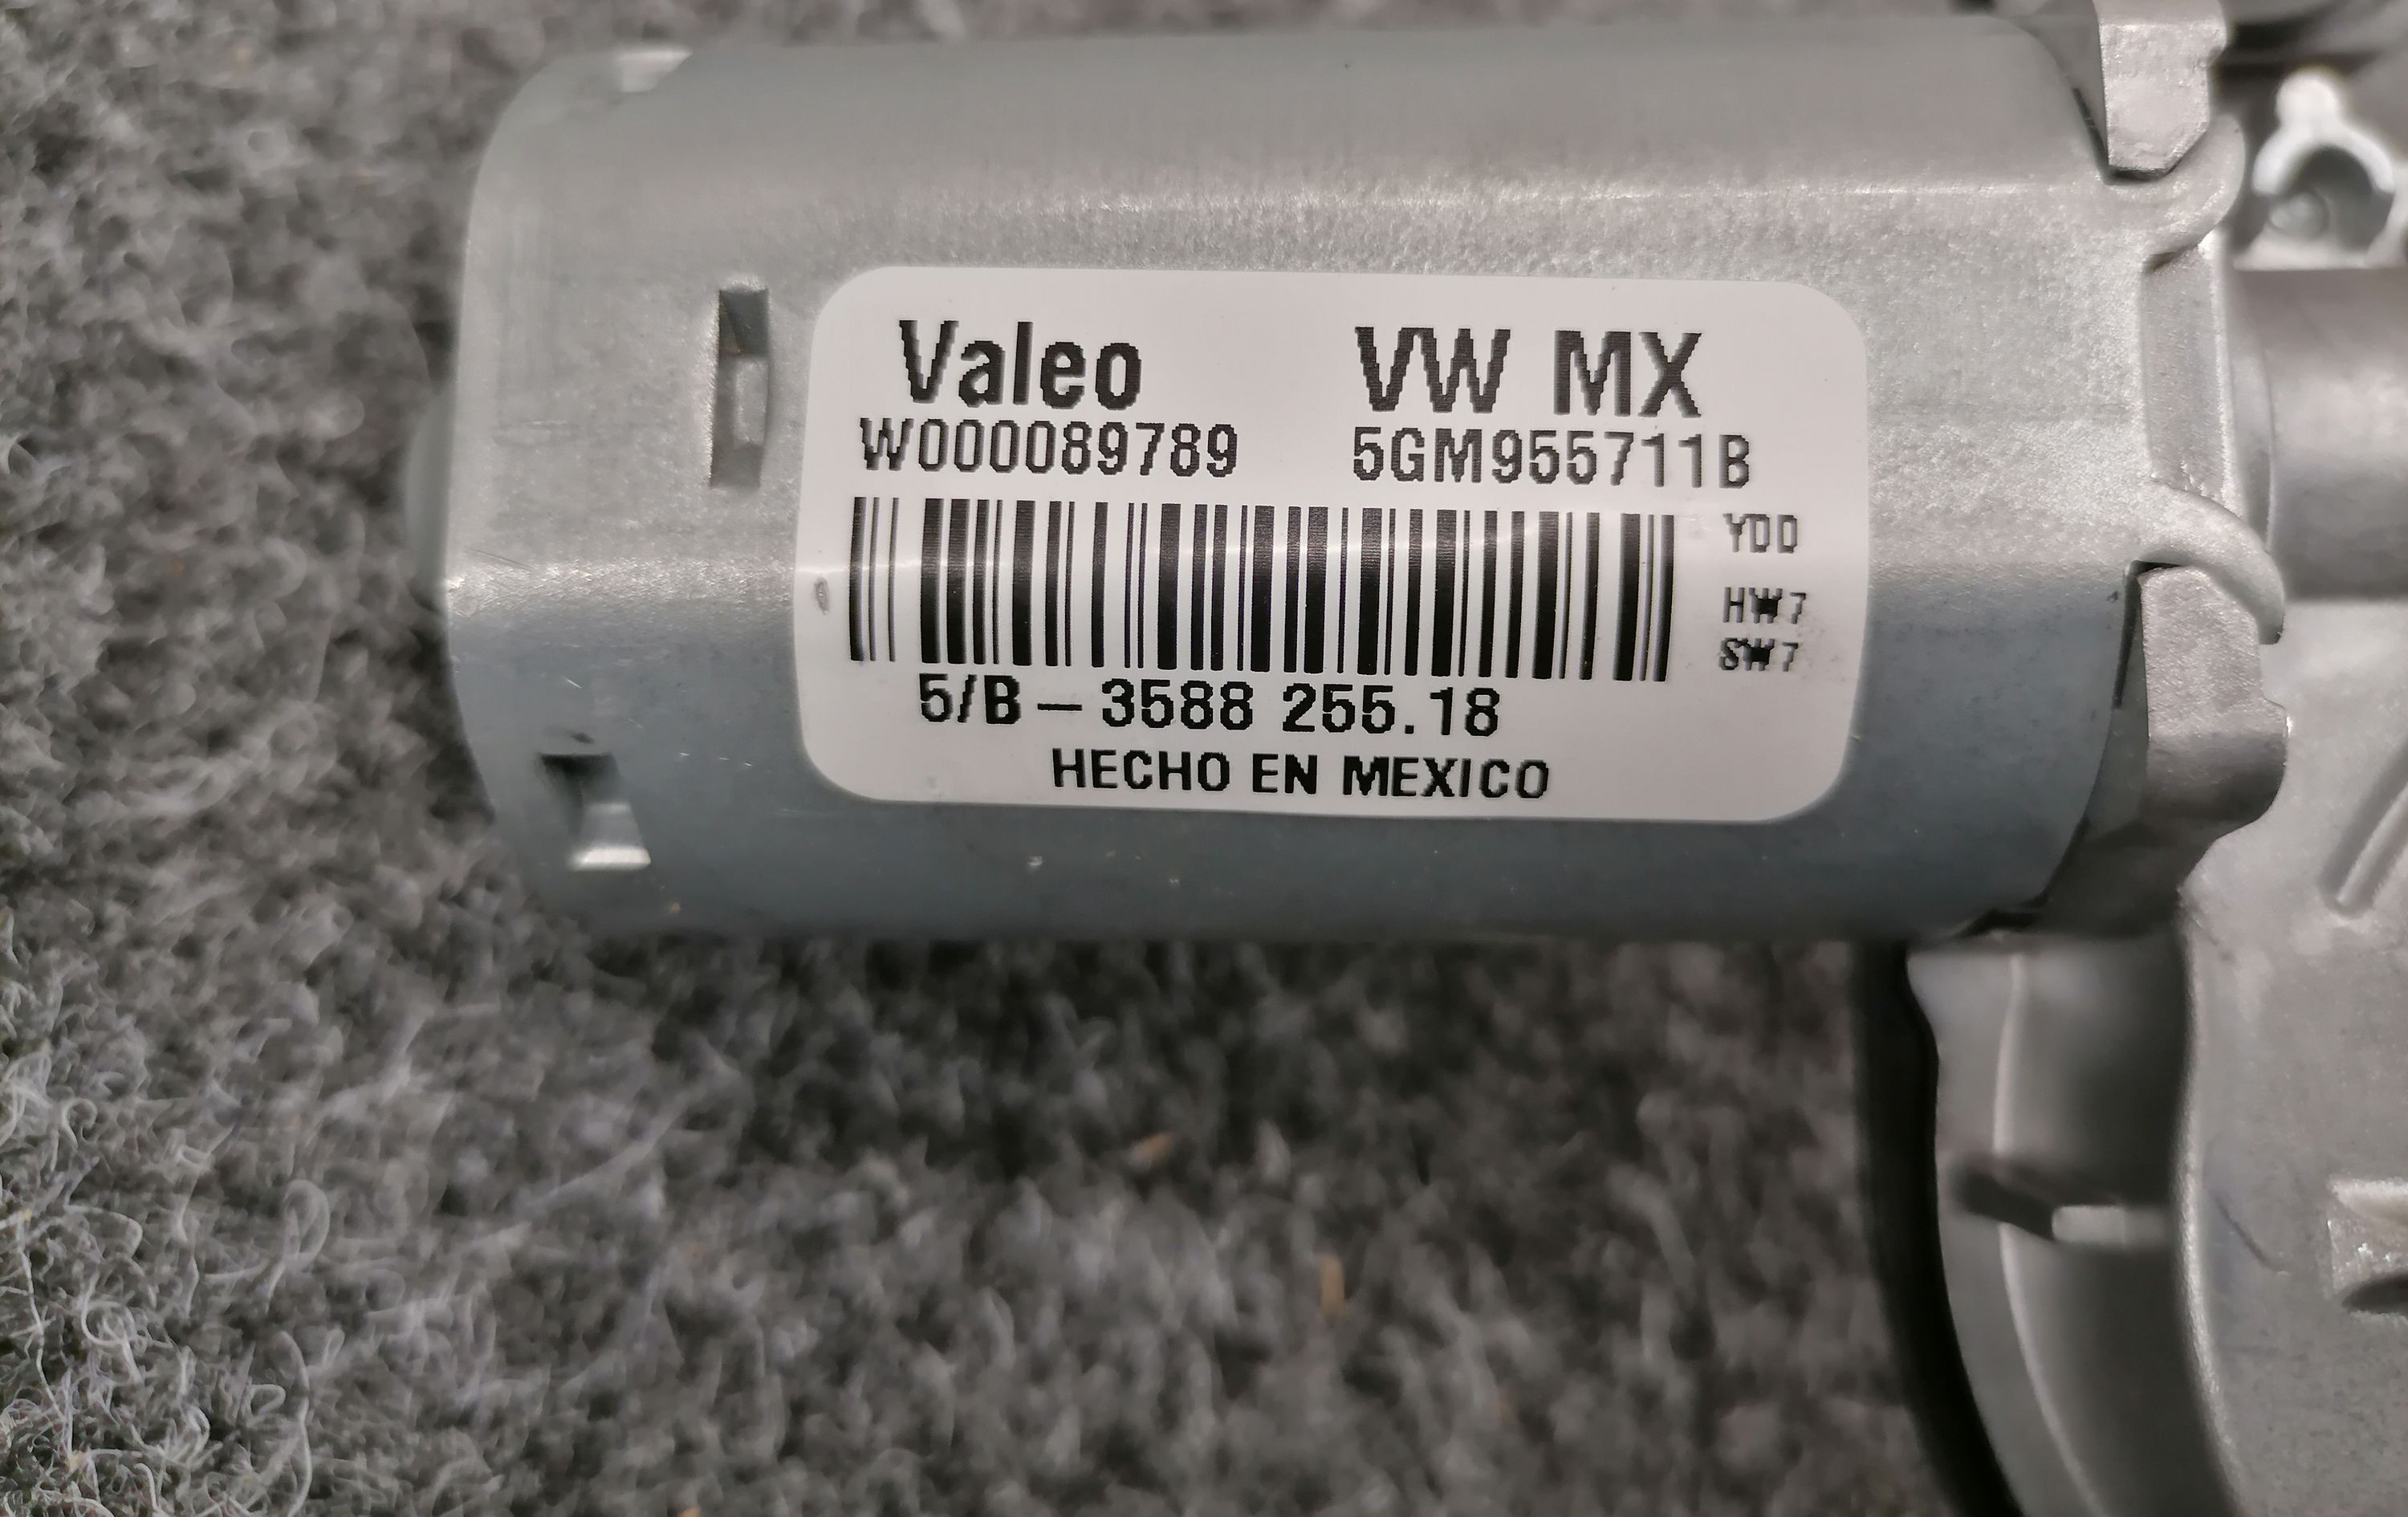 Valeo VW MX
W000089789 5GM955711B
YDD
HW7
SW7
5/B – 3588 255.18
HECHO EN MEXICO